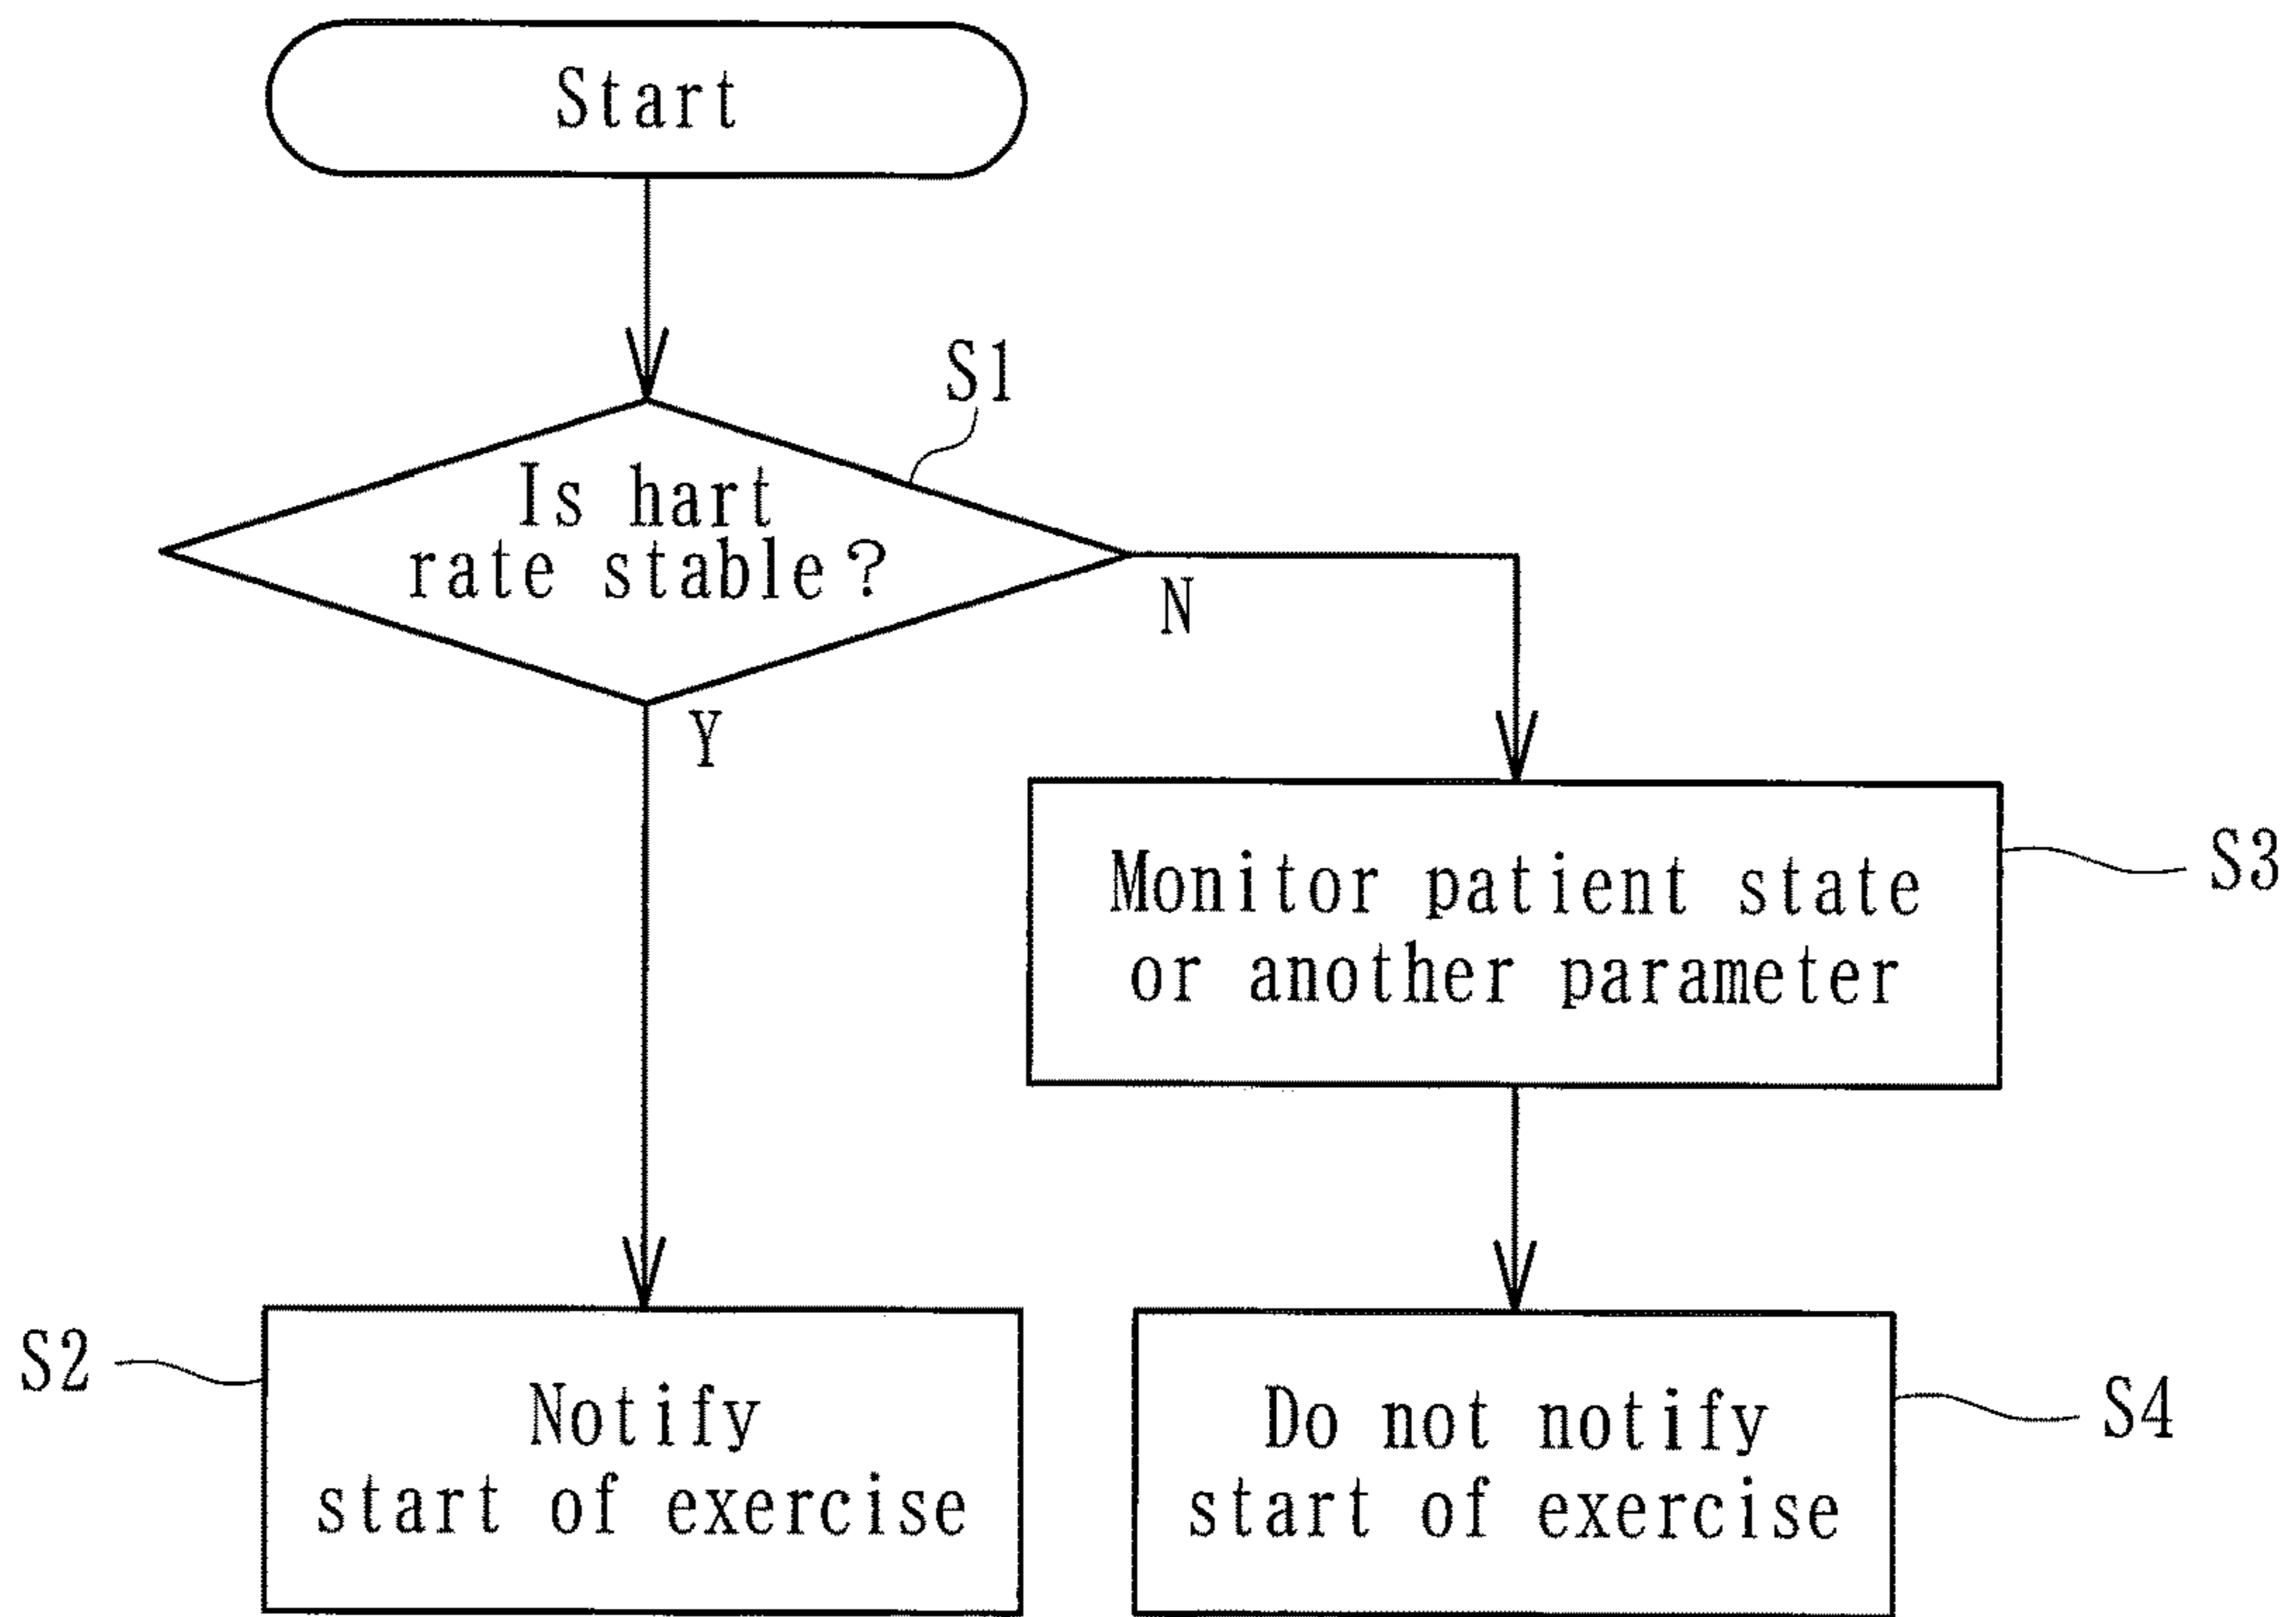 Start
S1
Is hart
rate stable?
N
Y
Monitor patient state
or another parameter
S3
S2
Notify
start of exercise
Do not notify
start of exercise
S4